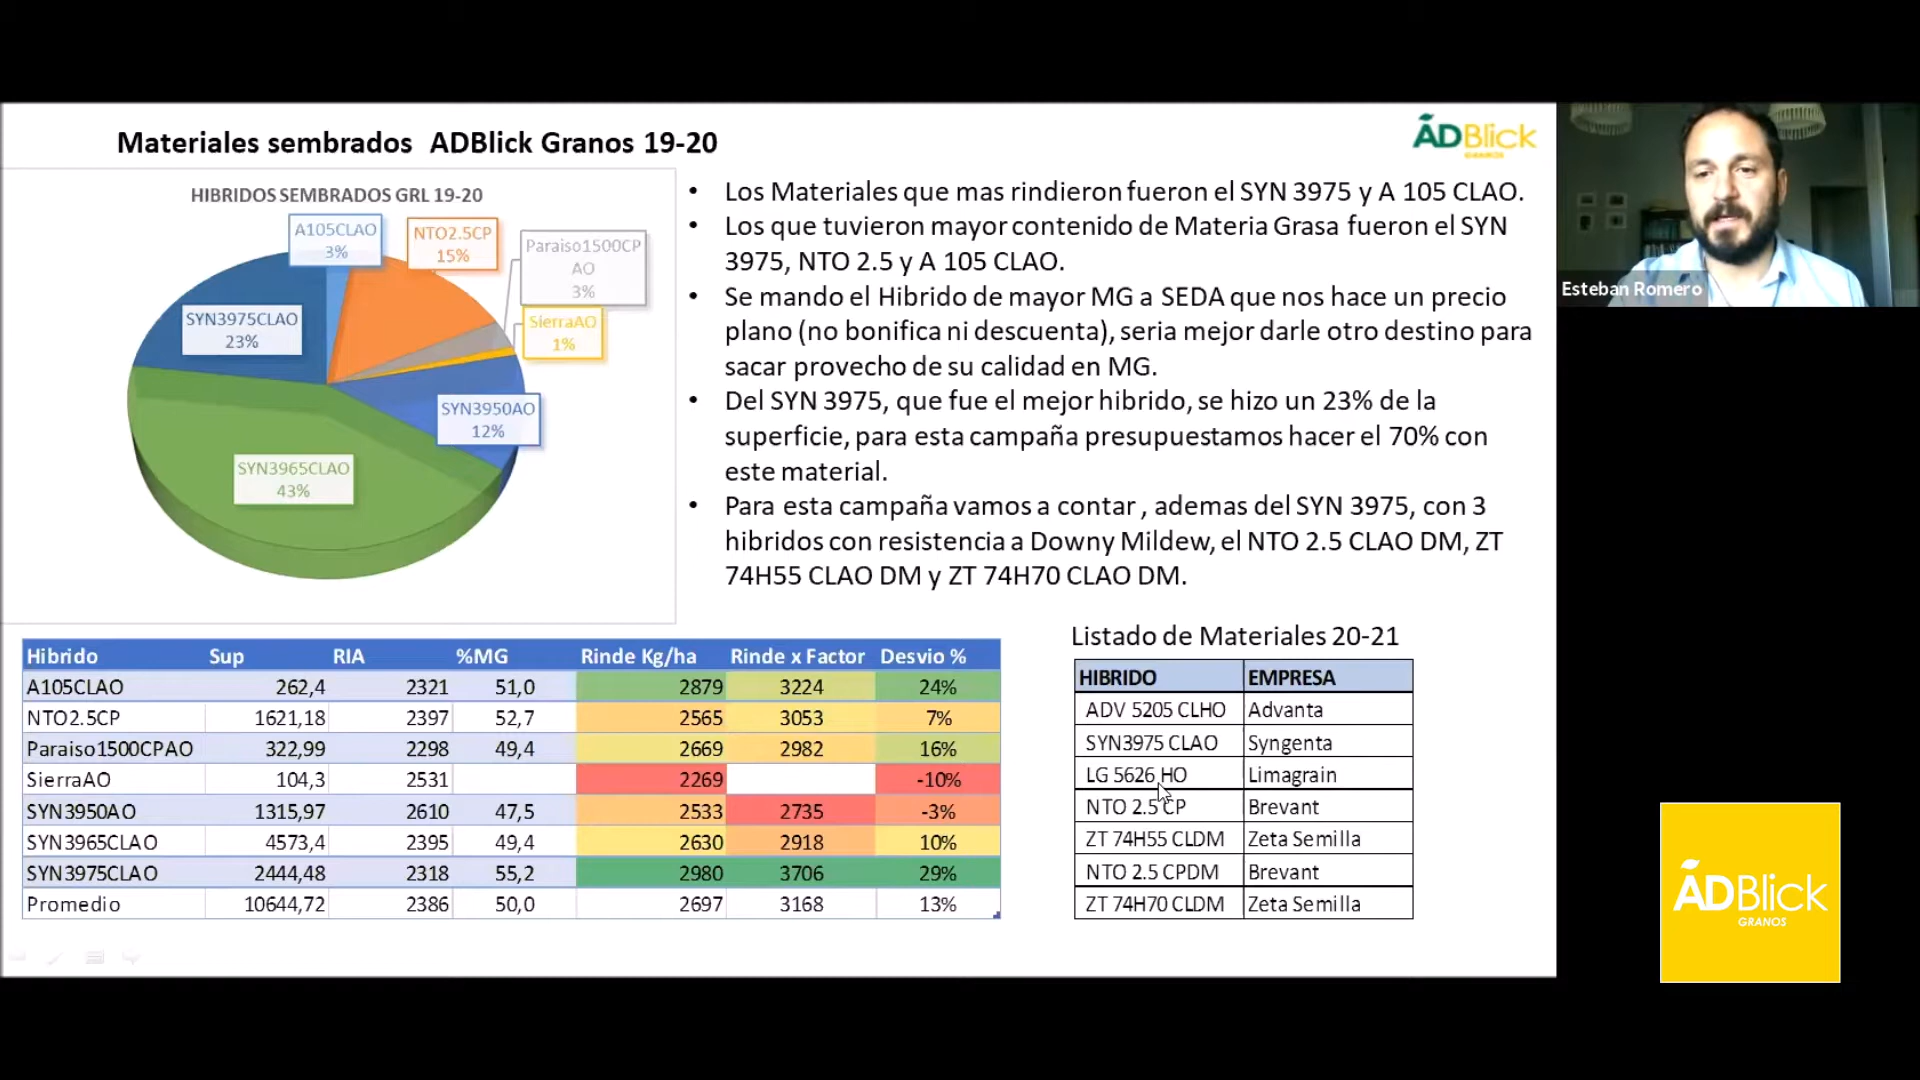 Materiales sembrados ADBlick Granos 19-20
ADBlick
GRANOS
HIBRIDOS SEMBRADOS GRL 19-20
A105CLAO
3%
NTO2.5CP
15%
Paraiso1500CP
AO
3%
SierraAO
1%
SYN3975CLAO
23%
SYN3950AO
12%
SYN3965CLAO
43%
• Los Materiales que mas rindieron fueron el SYN 3975 y A 105 CLAO.
• Los que tuvieron mayor contenido de Materia Grasa fueron el SYN
3975, NTO 2.5 y A 105 CLAO.
• Se mando el Hibrido de mayor MG a SEDA que nos hace un precio
plano (no bonifica ni descuenta), seria mejor darle otro destino para
sacar provecho de su calidad en MG.
• Del SYN 3975, que fue el mejor hibrido, se hizo un 23% de la
superficie, para esta campaña presupuestamos hacer el 70% con
este material.
• Para esta campaña vamos a contar , ademas del SYN 3975, con 3
hibridos con resistencia a Downy Mildew, el NTO 2.5 CLAO DM, ZT
74H55 CLAO DM y ZT 74H70 CLAO DM.
Esteban Romero
Hibrido Sup RIA %MG Rinde Kg/ha Rinde x Factor Desvio %
A105CLAO 262,4 2321 51,0 2879 3224 24%
NTO2.5CP 1621,18 2397 52,7 2565 3053 7%
Paraiso1500CPAO 322,99 2298 49,4 2669 2982 16%
SierraAO 104,3 2531 2269 -10%
SYN3950AO 1315,97 2610 47,5 2533 2735 -3%
SYN3965CLAO 4573,4 2395 49,4 2630 2918 10%
SYN3975CLAO 2444,48 2318 55,2 2980 3706 29%
Promedio 10644,72 2386 50,0 2697 3168 13%
Listado de Materiales 20-21
HIBRIDO EMPRESA
ADV 5205 CLHO Advanta
SYN3975 CLAO Syngenta
LG 5626 HO Limagrain
NTO 2.5 CP Brevant
ZT 74H55 CLDM Zeta Semilla
NTO 2.5 CPDM Brevant
ZT 74H70 CLDM Zeta Semilla
ADBlick
GRANOS